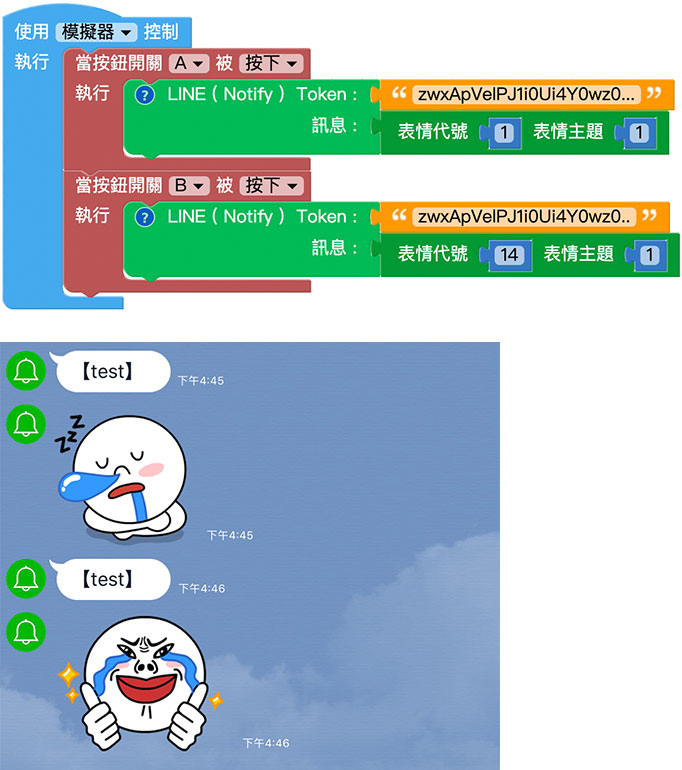 使用 模擬器 控制
執行 當按鈕開關 A 被 按下
執行 ? LINE ( Notify ) Token : “ zwxApVelPJ1i0Ui4Y0wz0... ”
訊息 : 表情代號 1 表情主題 1
當按鈕開關 B 被 按下
執行 ? LINE ( Notify ) Token : “ zwxApVelPJ1i0Ui4Y0wz0.. ”
訊息 : 表情代號 14 表情主題 1
【test】 下午4:45
zzz
下午4:45
【test】 下午4:46
下午4:46